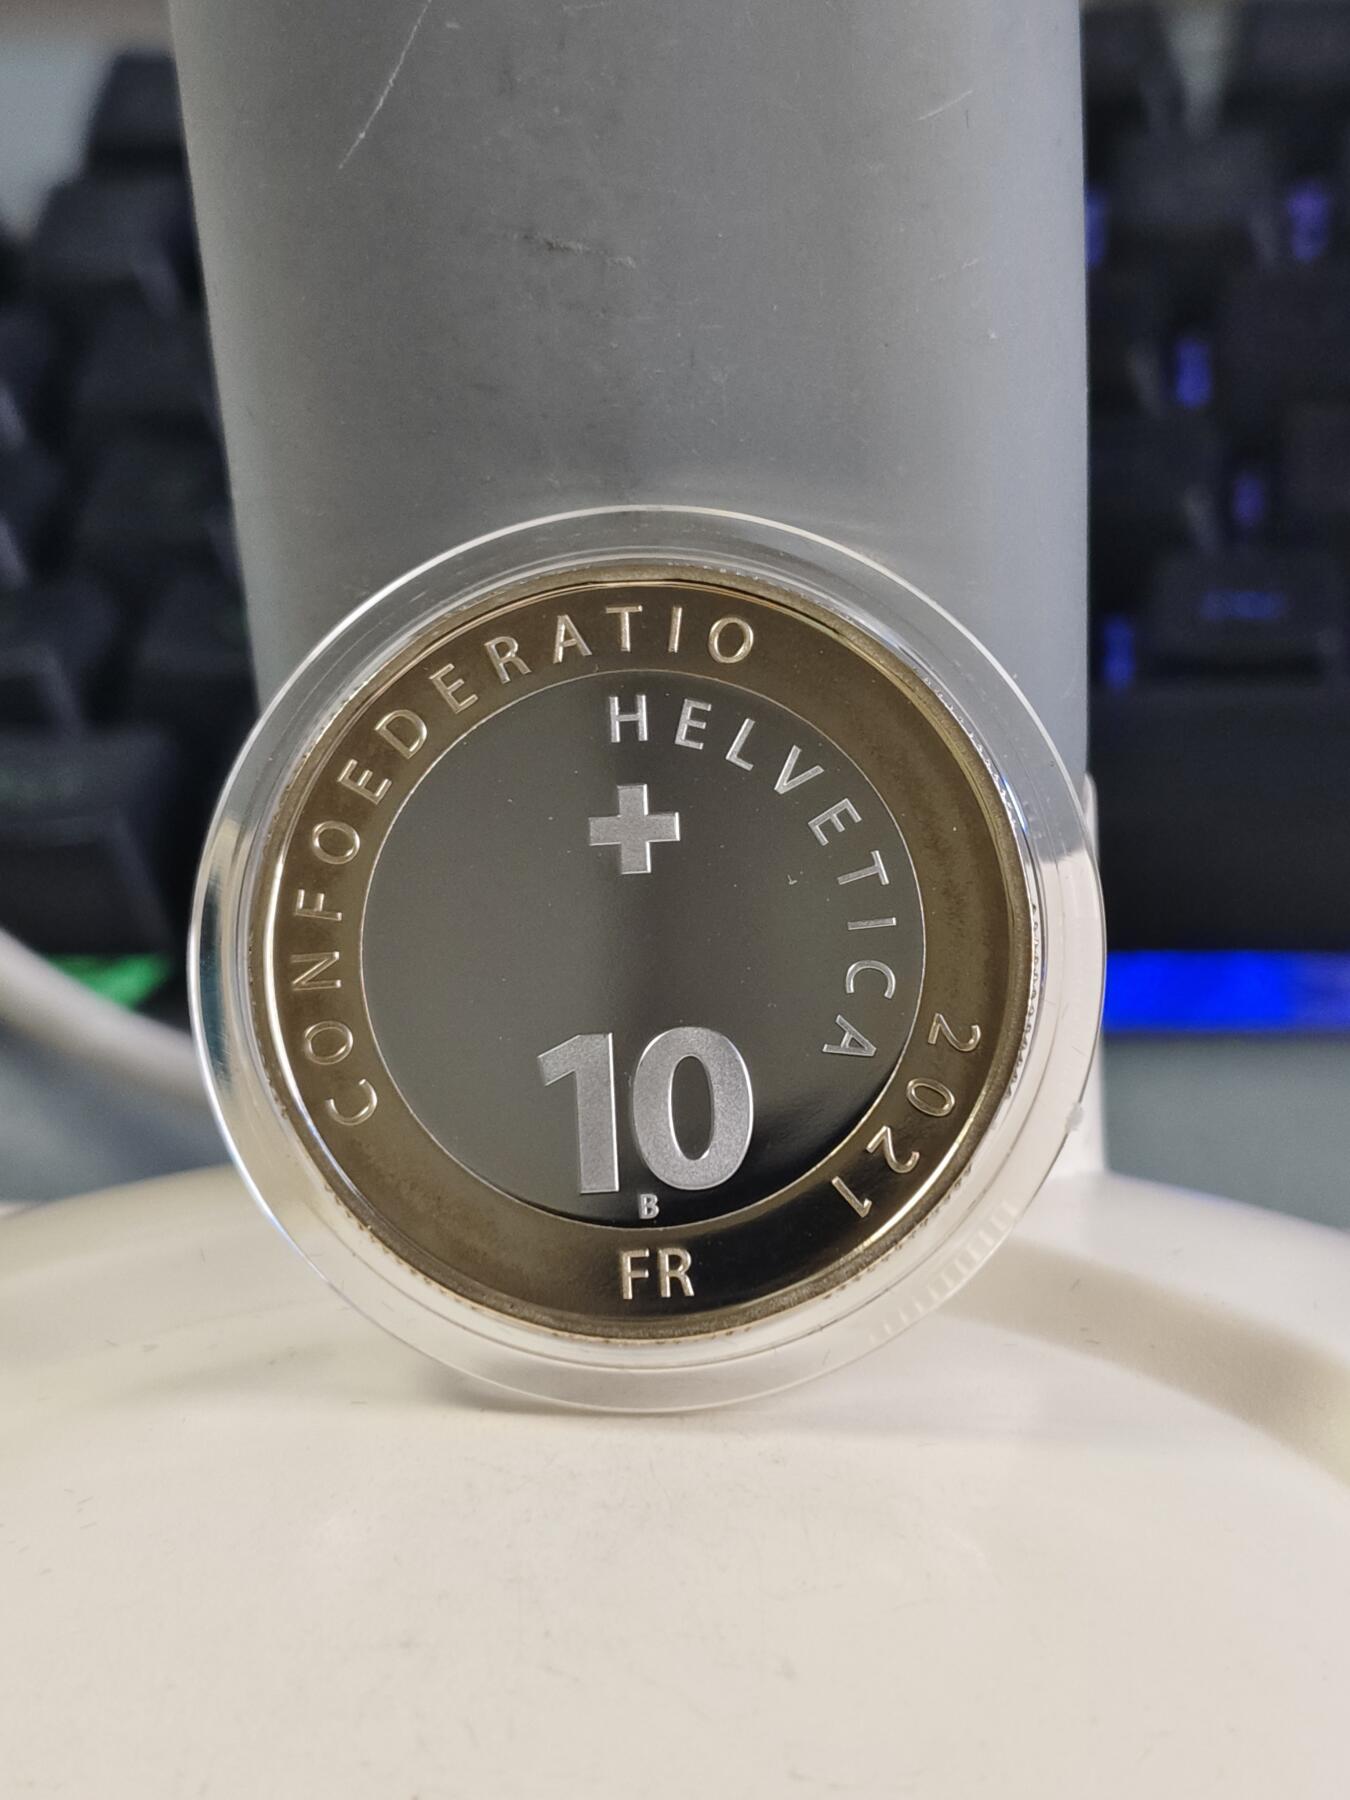 CONFOEDERATIO
HELVETICA
2021
10
B
FR